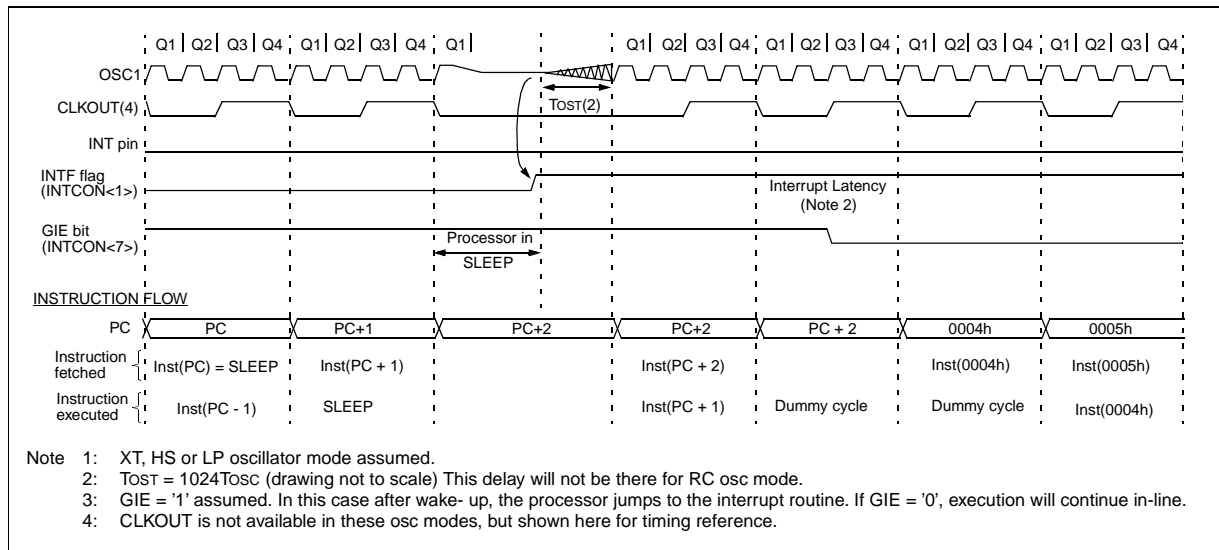 Q1 Q2 Q3 Q4 Q1 Q2 Q3 Q4 Q1 Q1 Q2 Q3 Q4 Q1 Q2 Q3 Q4 Q1 Q2 Q3 Q4 Q1 Q2 Q3 Q4
OSC1
TOST(2)
CLKOUT(4)
INT pin
INTF flag
(INTCON<1>)
Interrupt Latency
(Note 2)
GIE bit
(INTCON<7>)
Processor in
SLEEP
INSTRUCTION FLOW
PC PC PC+1 PC+2 PC+2 PC + 2 0004h 0005h
Instruction
fetched
Inst(PC) = SLEEP Inst(PC + 1) Inst(PC + 2) Inst(0004h) Inst(0005h)
Instruction
executed
Inst(PC - 1) SLEEP Inst(PC + 1) Dummy cycle Dummy cycle Inst(0004h)
Note 1: XT, HS or LP oscillator mode assumed.
2: TOST = 1024TOSC (drawing not to scale) This delay will not be there for RC osc mode.
3: GIE = '1' assumed. In this case after wake- up, the processor jumps to the interrupt routine. If GIE = '0', execution will continue in-line.
4: CLKOUT is not available in these osc modes, but shown here for timing reference.